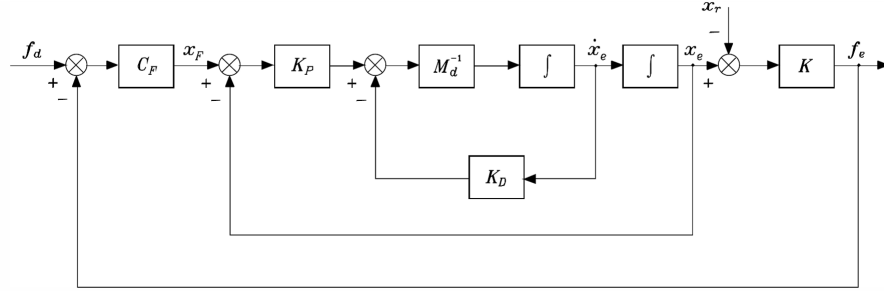 x_r
f_d
C_F
x_F
K_P
M_d^{-1}
∫
ẋ_e
∫
x_e
K
f_e
+
−
+
−
+
−
+
−
K_D